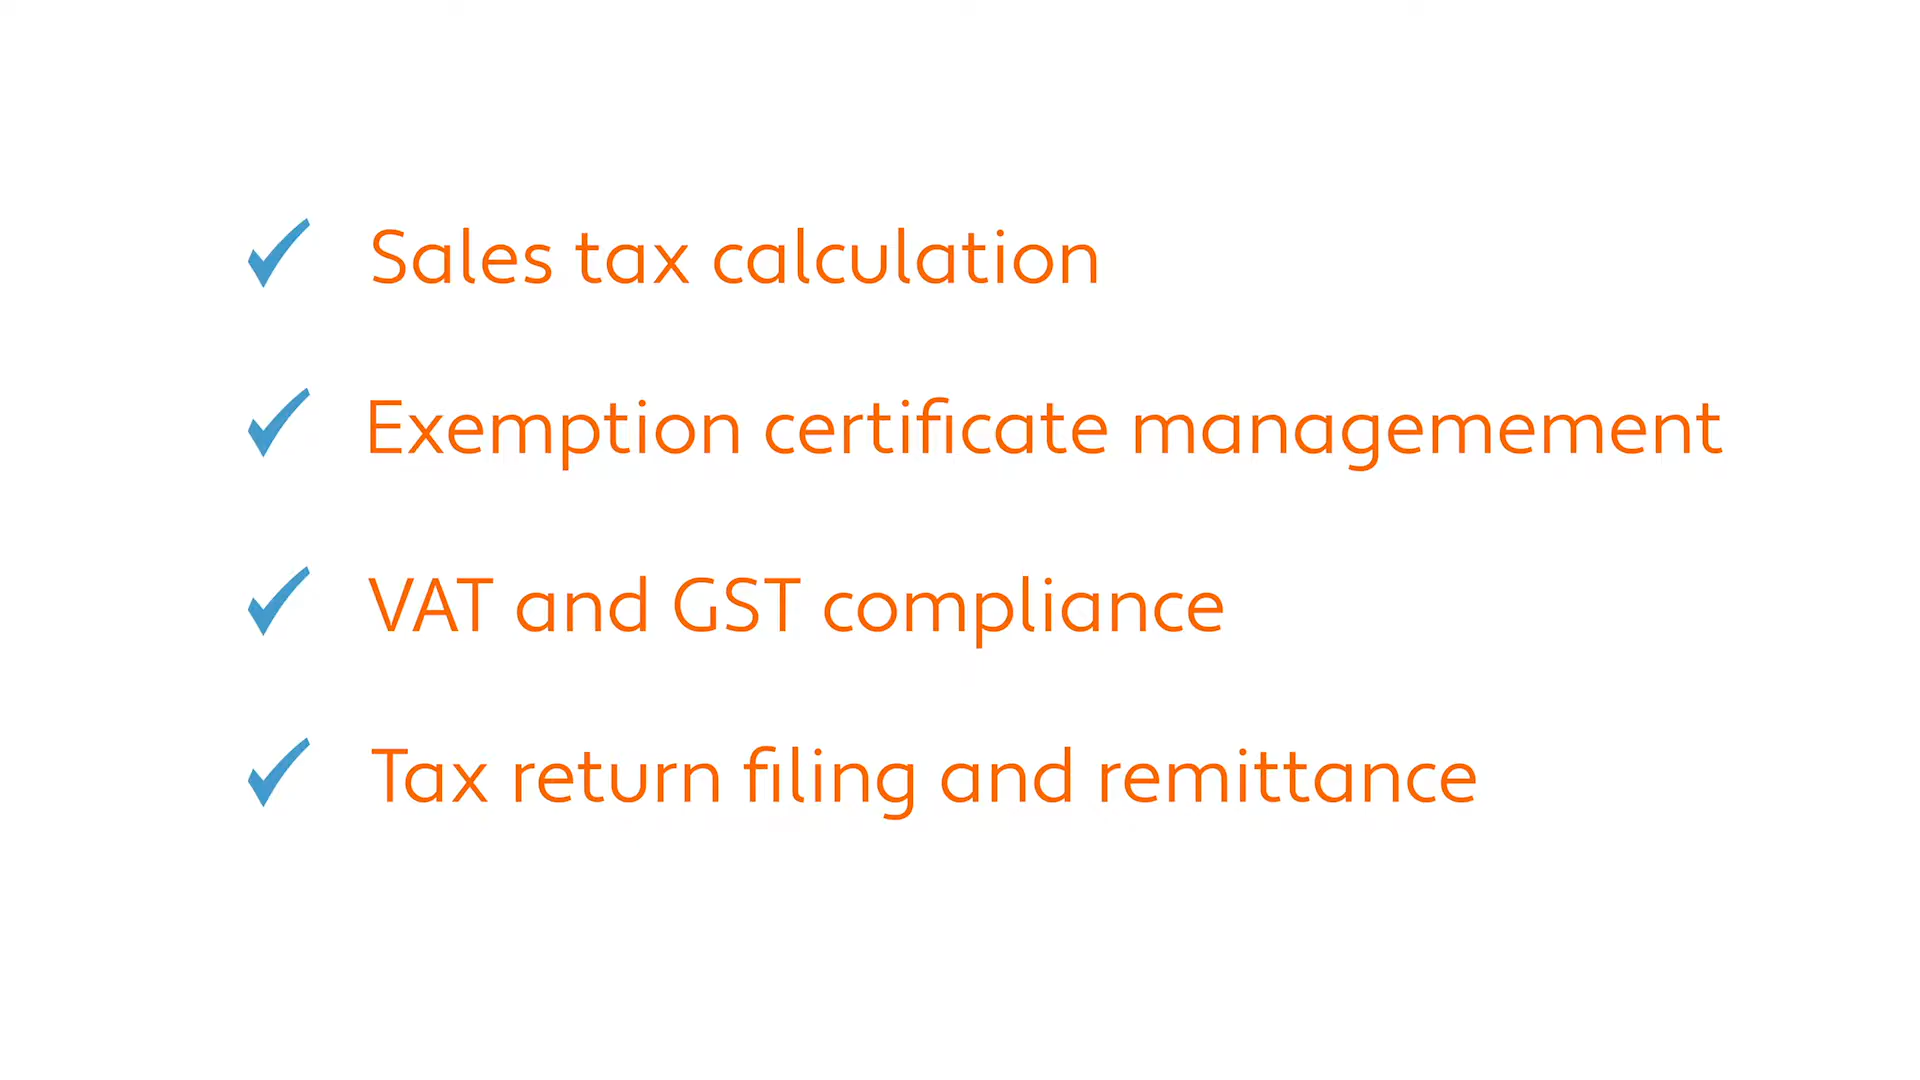 Sales tax calculation
Exemption certificate managemement
VAT and GST compliance
Tax return filing and remittance